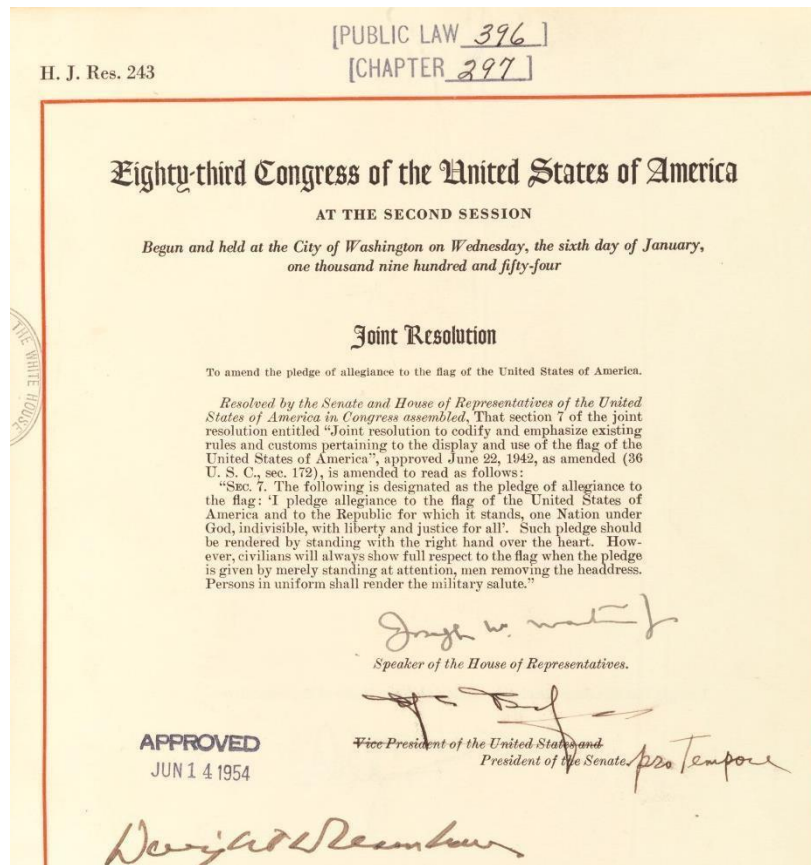 [PUBLIC LAW 396]
H. J. Res. 243
[CHAPTER 297]
Eighty-third Congress of the United States of America
AT THE SECOND SESSION
Begun and held at the City of Washington on Wednesday, the sixth day of January,
one thousand nine hundred and fifty-four
THE WHITE HOUSE
Joint Resolution
To amend the pledge of allegiance to the flag of the United States of America.
Resolved by the Senate and House of Representatives of the United
States of America in Congress assembled, That section 7 of the joint
resolution entitled "Joint resolution to codify and emphasize existing
rules and customs pertaining to the display and use of the flag of the
United States of America", approved June 22, 1942, as amended (36
U. S. C., sec. 172), is amended to read as follows:
"SEC. 7. The following is designated as the pledge of allegiance to
the flag: 'I pledge allegiance to the flag of the United States of
America and to the Republic for which it stands, one Nation under
God, indivisible, with liberty and justice for all'. Such pledge should
be rendered by standing with the right hand over the heart. How-
ever, civilians will always show full respect to the flag when the pledge
is given by merely standing at attention, men removing the headdress.
Persons in uniform shall render the military salute."
Joseph W. Martin Jr
Speaker of the House of Representatives.
Vice President of the United States and
President of the Senate pro Tempore
APPROVED
JUN 14 1954
Dwight D Eisenhower